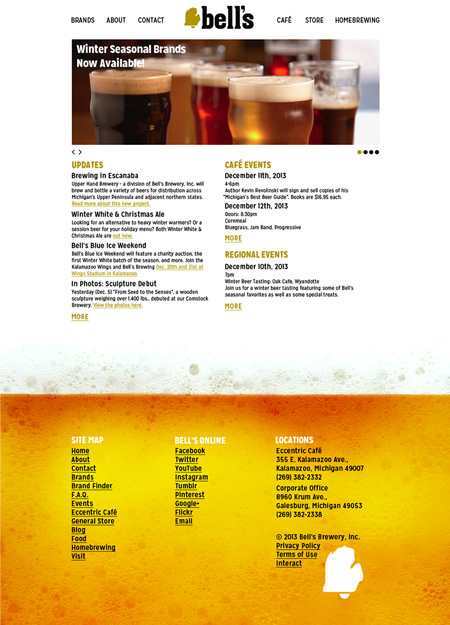 BRANDS ABOUT CONTACT bell's CAFÉ STORE HOMEBREWING
Winter Seasonal Brands
Now Available!
UPDATES
Brewing in Escanaba
Upper Hand Brewery - a division of Bell's Brewery, Inc. will
brew and bottle a variety of beers for distribution across
Michigan's Upper Peninsula and adjacent northern states.
Read more about this new project.
Winter White & Christmas Ale
Looking for an alternative to heavy winter warmers? Or a
session beer for your holiday menu? Both Winter White &
Christmas Ale are out now.
Bell's Blue Ice Weekend
Bell's Blue Ice Weekend will feature a charity auction, the
first Winter White batch of the season, and more. Join the
Kalamazoo Wings and Bell's Brewing Dec. 20th and 21st at
Wings Stadium in Kalamazoo
In Photos: Sculpture Debut
Yesterday (Dec. 5) "From Seed to the Senses", a wooden
sculpture weighing over 1,400 lbs., debuted at our Comstock
Brewery. View the photos here.
MORE
CAFÉ EVENTS
December 11th, 2013
4-6pm
Author Kevin Revolinski will sign and sell copies of his
"Michigan's Best Beer Guide". Books are $16.95 each.
December 12th, 2013
Doors: 8:30pm
Cornmeal
Bluegrass, Jam Band, Progressive
MORE
REGIONAL EVENTS
December 10th, 2013
7pm
Winter Beer Tasting: Oak Cafe, Wyandotte
Join us for a winter beer tasting featuring some of Bell's
seasonal favorites as well as some special treats.
MORE
SITE MAP
Home
About
Contact
Brands
Brand Finder
F.A.Q.
Events
Eccentric Café
General Store
Blog
Food
Homebrewing
Visit
BELL'S ONLINE
Facebook
Twitter
YouTube
Instagram
Tumblr
Pinterest
Google+
Flickr
Email
LOCATIONS
Eccentric Café
355 E. Kalamazoo Ave.,
Kalamazoo, Michigan 49007
(269) 382-2332
Corporate Office
8960 Krum Ave.,
Galesburg, Michigan 49053
(269) 382-2338
© 2013 Bell's Brewery, Inc.
Privacy Policy
Terms of Use
Interact